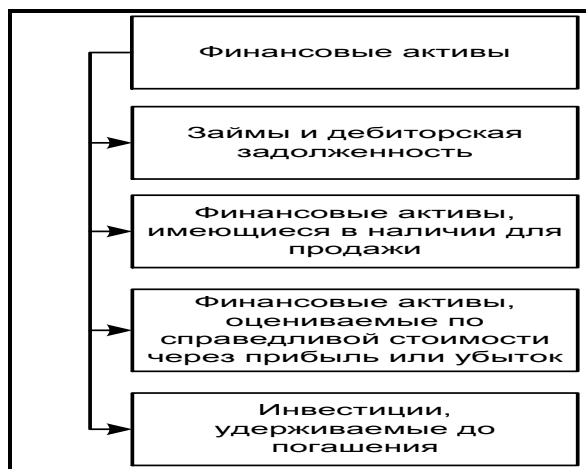 Финансовые активы
Займы и дебиторская
задолженность
Финансовые активы,
имеющиеся в наличии для
продажи
Финансовые активы,
оцениваемые по
справедливой стоимости
через прибыль или убыток
Инвестиции,
удерживаемые до
погашения